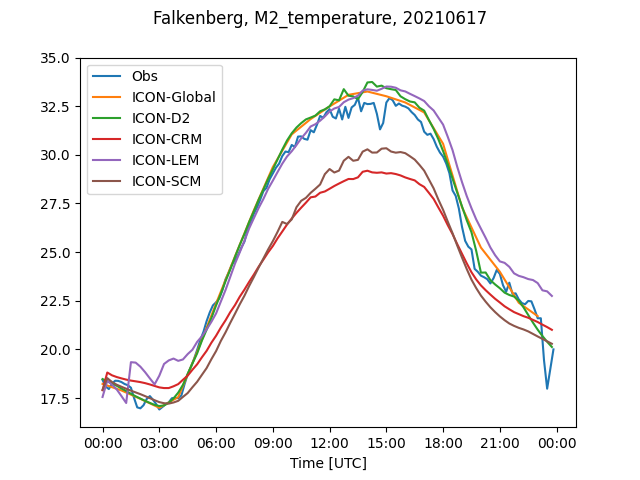 Falkenberg, M2_temperature, 20210617
35.0
32.5
30.0
27.5
25.0
22.5
20.0
17.5
Obs
ICON-Global
ICON-D2
ICON-CRM
ICON-LEM
ICON-SCM
00:00 03:00 06:00 09:00 12:00 15:00 18:00 21:00 00:00
Time [UTC]